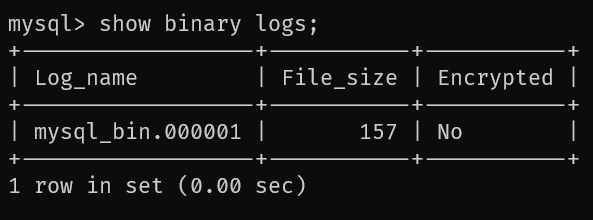 mysql> show binary logs;
+------------------+-----------+-----------+
| Log_name         | File_size | Encrypted |
+------------------+-----------+-----------+
| mysql_bin.000001 |       157 | No        |
+------------------+-----------+-----------+
1 row in set (0.00 sec)